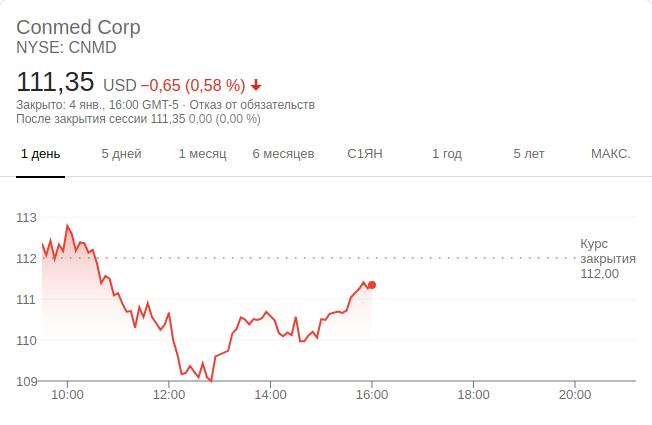 Conmed Corp
NYSE: CNMD
111,35 USD −0,65 (0,58 %)
Закрыто: 4 янв., 16:00 GMT-5 · Отказ от обязательств
После закрытия сессии 111,35 0,00 (0,00 %)
1 день 5 дней 1 месяц 6 месяцев С1ЯН 1 год 5 лет МАКС.
113
112
111
110
109
Курс
закрытия
112,00
10:00 12:00 14:00 16:00 18:00 20:00